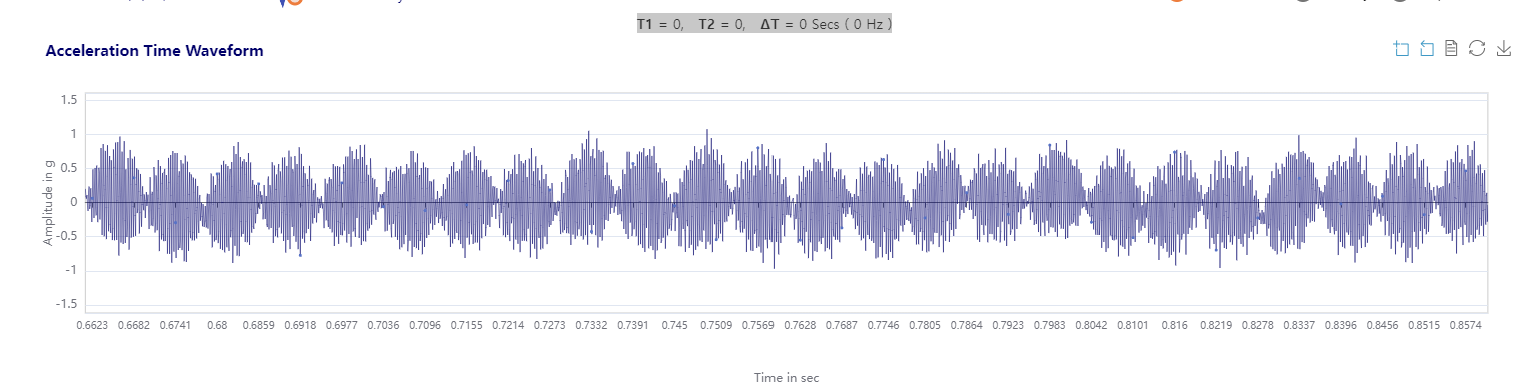 T1 = 0, T2 = 0, ΔT = 0 Secs ( 0 Hz )
Acceleration Time Waveform
Amplitude in g
1.5
1
0.5
0
-0.5
-1
-1.5
0.6623 0.6682 0.6741 0.68 0.6859 0.6918 0.6977 0.7036 0.7096 0.7155 0.7214 0.7273 0.7332 0.7391 0.745 0.7509 0.7569 0.7628 0.7687 0.7746 0.7805 0.7864 0.7923 0.7983 0.8042 0.8101 0.816 0.8219 0.8278 0.8337 0.8396 0.8456 0.8515 0.8574
Time in sec